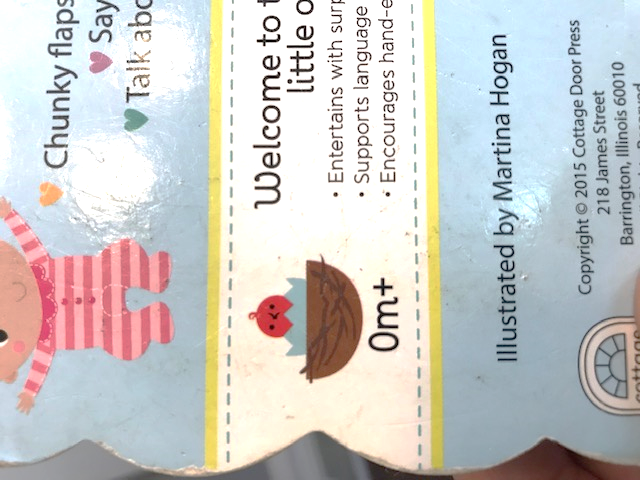 Chunky flaps
Say
Talk abo
Welcome to t
little o
• Entertains with surp
• Supports language
• Encourages hand-e
0m+
Illustrated by Martina Hogan
Copyright © 2015 Cottage Door Press
218 James Street
Barrington, Illinois 60010
cottage